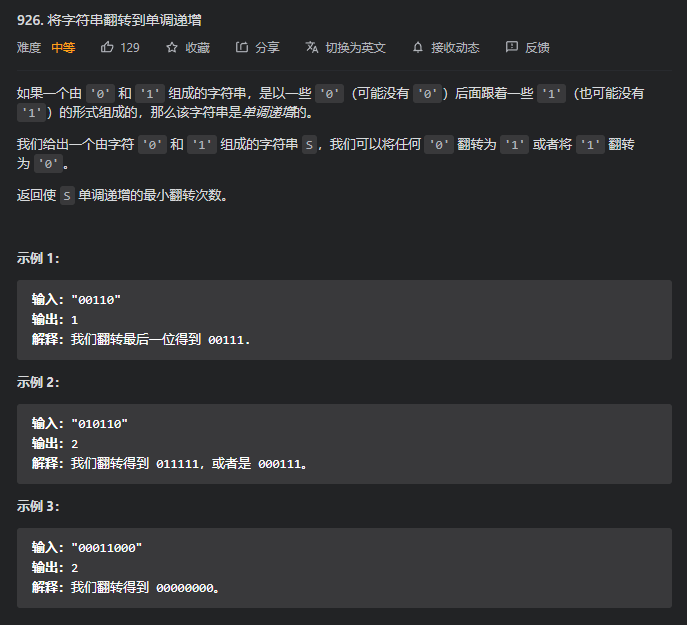 926. 将字符串翻转到单调递增
难度 中等 129 收藏 分享 切换为英文 接收动态 反馈
如果一个由 '0' 和 '1' 组成的字符串，是以一些 '0'（可能没有 '0'）后面跟着一些 '1'（也可能没有
'1'）的形式组成的，那么该字符串是单调递增的。
我们给出一个由字符 '0' 和 '1' 组成的字符串 S，我们可以将任何 '0' 翻转为 '1' 或者将 '1' 翻转
为 '0'。
返回使 S 单调递增的最小翻转次数。
示例 1：
输入："00110"
输出：1
解释：我们翻转最后一位得到 00111.
示例 2：
输入："010110"
输出：2
解释：我们翻转得到 011111，或者是 000111。
示例 3：
输入："00011000"
输出：2
解释：我们翻转得到 00000000。